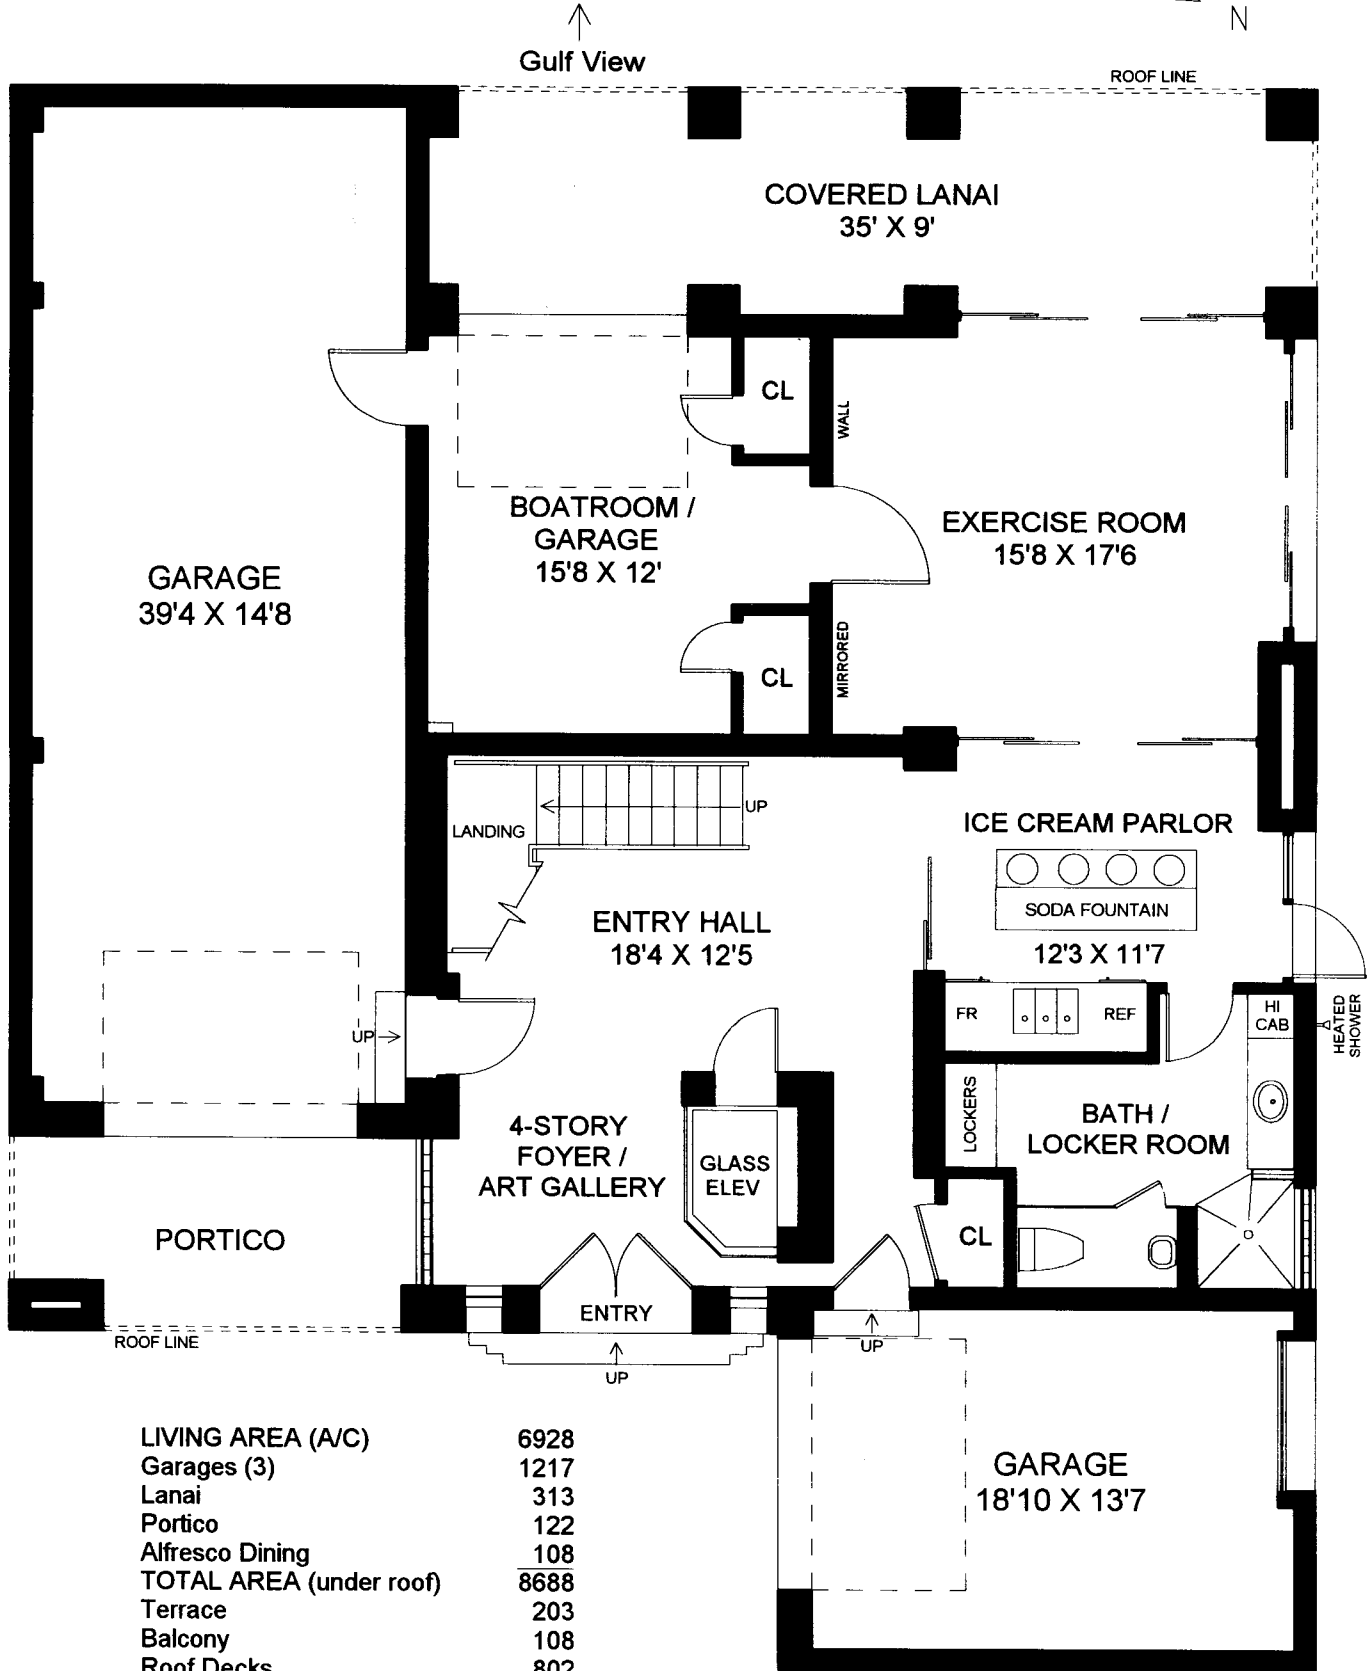 N
Gulf View
ROOF LINE
COVERED LANAI
35' X 9'
CL
WALL
BOATROOM /
GARAGE
15'8 X 12'
EXERCISE ROOM
15'8 X 17'6
GARAGE
39'4 X 14'8
MIRRORED
CL
UP
LANDING
ICE CREAM PARLOR
SODA FOUNTAIN
12'3 X 11'7
ENTRY HALL
18'4 X 12'5
FR
REF
HI
CAB
HEATED
SHOWER
UP
LOCKERS
BATH /
LOCKER ROOM
4-STORY
FOYER /
ART GALLERY
GLASS
ELEV
PORTICO
CL
ENTRY
ROOF LINE
UP
UP
LIVING AREA (A/C) 6928
Garages (3) 1217
Lanai 313
Portico 122
Alfresco Dining 108
TOTAL AREA (under roof) 8688
Terrace 203
Balcony 108
Roof Decks 802
GARAGE
18'10 X 13'7